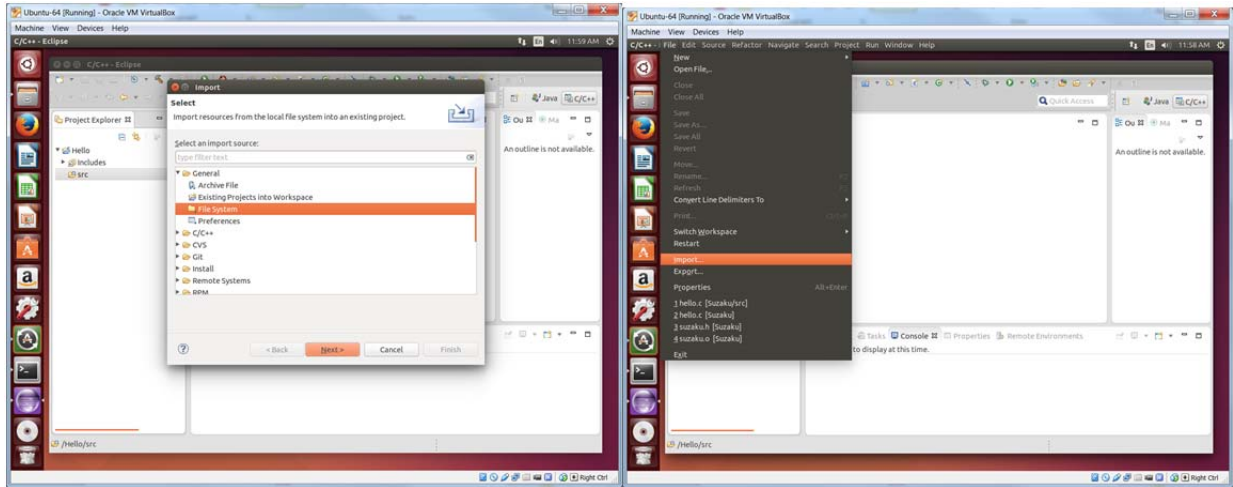 Ubuntu-64 [Running] - Oracle VM VirtualBox
Machine View Devices Help
C/C++ - Eclipse
En 11:59 AM
C/C++ - Eclipse
Java C/C++
Project Explorer
Hello
Includes
src
Import
Select
Import resources from the local file system into an existing project.
Select an import source:
type filter text
General
Archive File
Existing Projects into Workspace
File System
Preferences
C/C++
CVS
Git
Install
Remote Systems
RPM
< Back Next > Cancel Finish
Ou Ma
An outline is not available.
/Hello/src
Right Ctrl
Ubuntu-64 [Running] - Oracle VM VirtualBox
Machine View Devices Help
C/C++ - File Edit Source Refactor Navigate Search Project Run Window Help
En 11:58 AM
New
Open File...
Close
Close All
Save
Save As...
Save All
Revert
Move...
Rename...
Refresh
Convert Line Delimiters To
Print...
Switch Workspace
Restart
Import...
Export...
Properties Alt+Enter
1 hello.c [Suzaku/src]
2 hello.c [Suzaku]
3 suzaku.h [Suzaku]
4 suzaku.o [Suzaku]
Exit
Quick Access
Java C/C++
Ou Ma
An outline is not available.
Tasks Console Properties Remote Environments
to display at this time.
/Hello/src
Right Ctrl